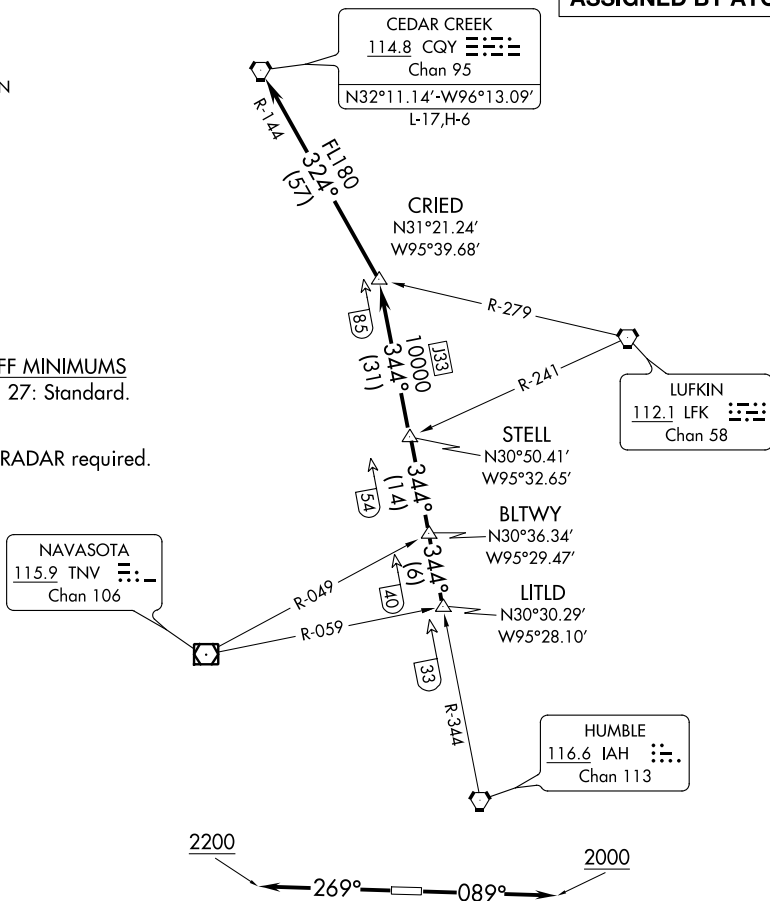 ASSIGNED BY ATC
CEDAR CREEK
114.8 CQY
Chan 95
N32°11.14'-W96°13.09'
L-17,H-6
N
R-144
FL180
324°
(57)
CRIED
N31°21.24'
W95°39.68'
85
R-279
J33
10000
344°
(31)
R-241
LUFKIN
112.1 LFK
Chan 58
FF MINIMUMS
27: Standard.
RADAR required.
STELL
N30°50.41'
W95°32.65'
54
344°
(14)
BLTWY
N30°36.34'
W95°29.47'
NAVASOTA
115.9 TNV
Chan 106
R-049
40
344°
(6)
LITLD
N30°30.29'
W95°28.10'
R-059
33
R-344
HUMBLE
116.6 IAH
Chan 113
2200
2000
269°
089°